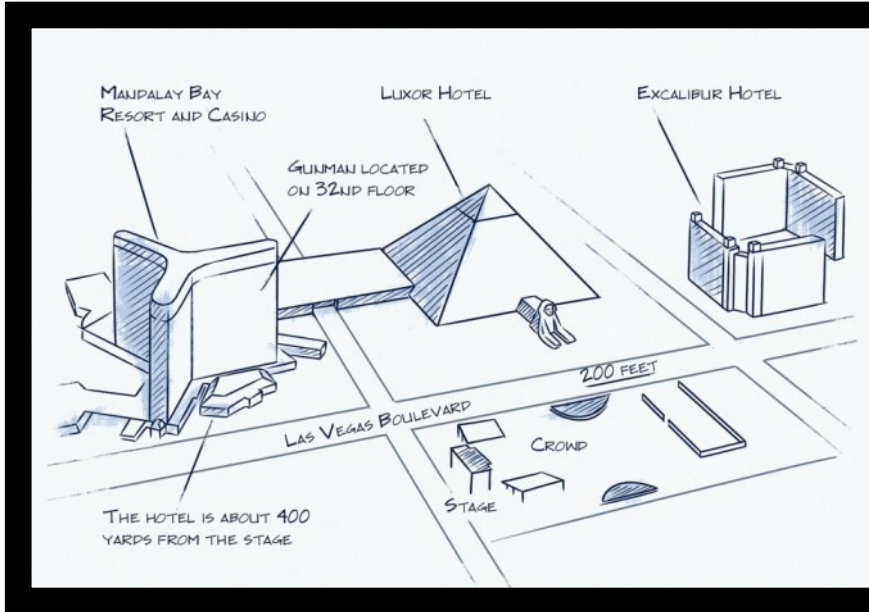 Mandalay Bay
Resort and Casino
Luxor Hotel
Excalibur Hotel
Gunman located
on 32nd floor
200 feet
Las Vegas Boulevard
Crowd
Stage
The hotel is about 400
yards from the stage